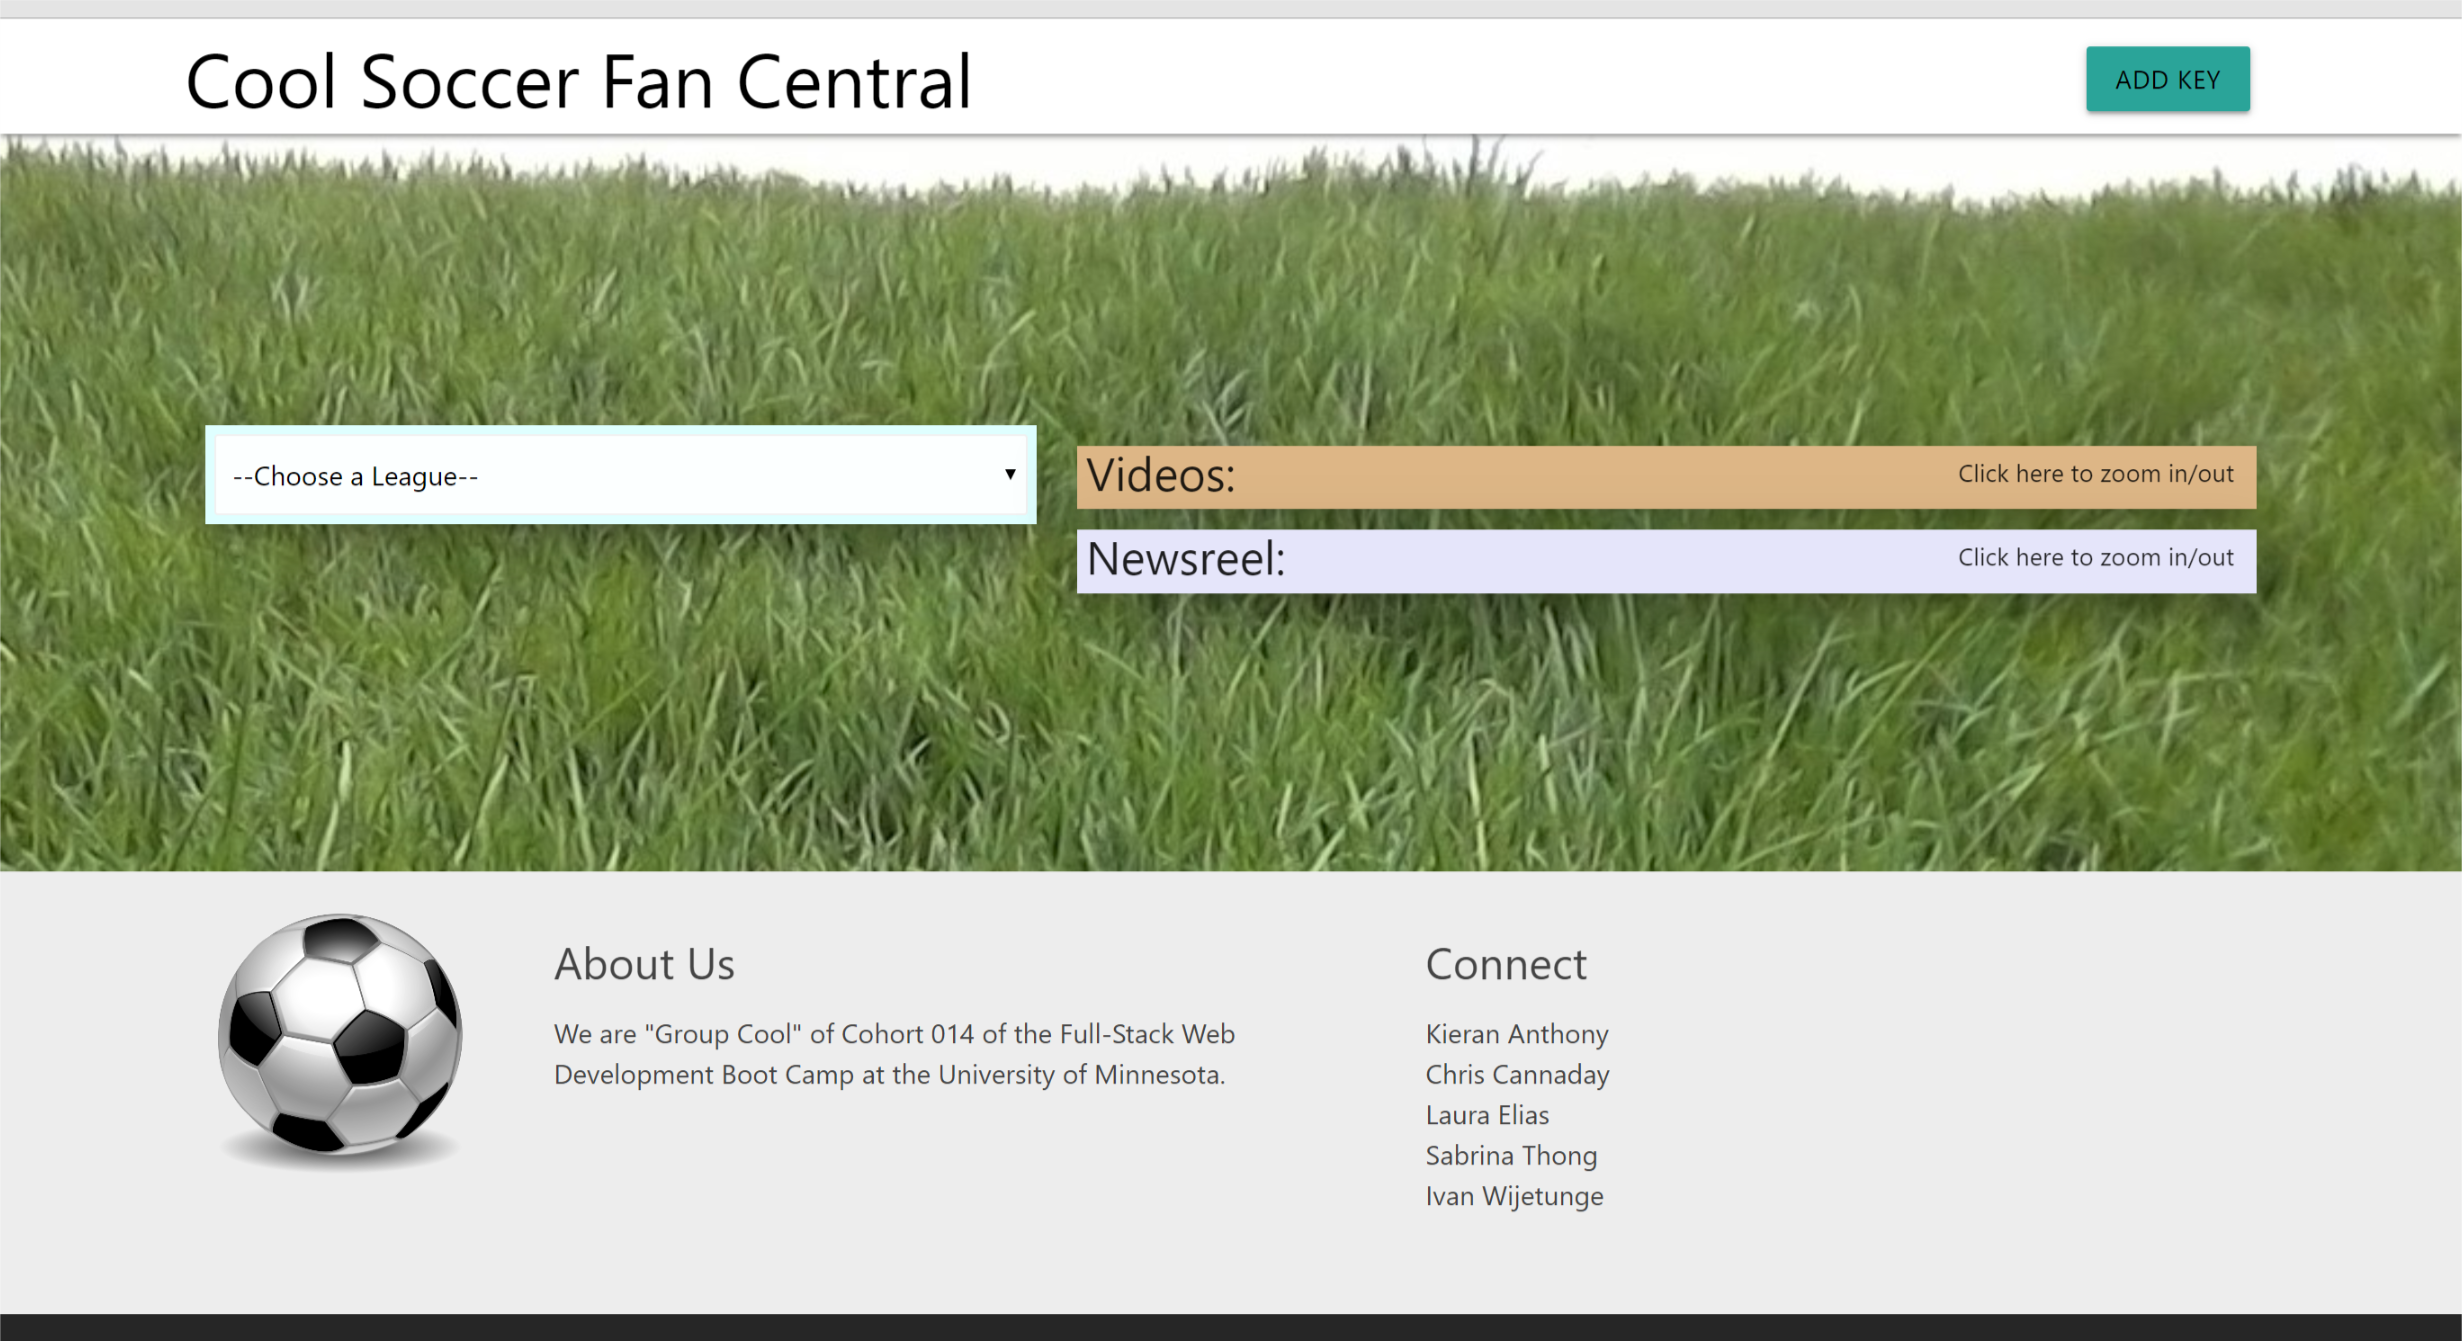 Cool Soccer Fan Central
ADD KEY
--Choose a League--
Videos:
Click here to zoom in/out
Newsreel:
Click here to zoom in/out
About Us
We are "Group Cool" of Cohort 014 of the Full-Stack Web
Development Boot Camp at the University of Minnesota.
Connect
Kieran Anthony
Chris Cannaday
Laura Elias
Sabrina Thong
Ivan Wijetunge